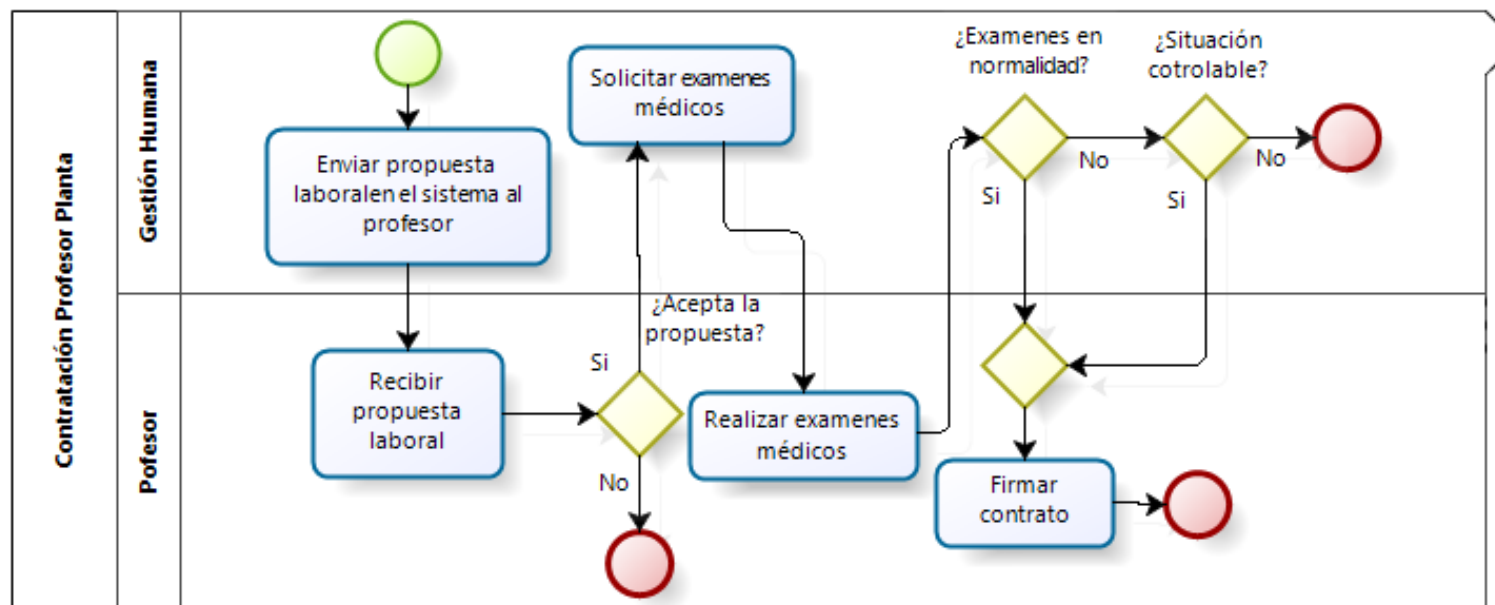 Contratación Profesor Planta
Gestión Humana
Enviar propuesta
laboralen el sistema al
profesor
Solicitar examenes
médicos
¿Examenes en
normalidad?
¿Situación
cotrolable?
No
No
Si
Si
Pofesor
Recibir
propuesta
laboral
¿Acepta la
propuesta?
Si
No
Realizar examenes
médicos
Firmar
contrato